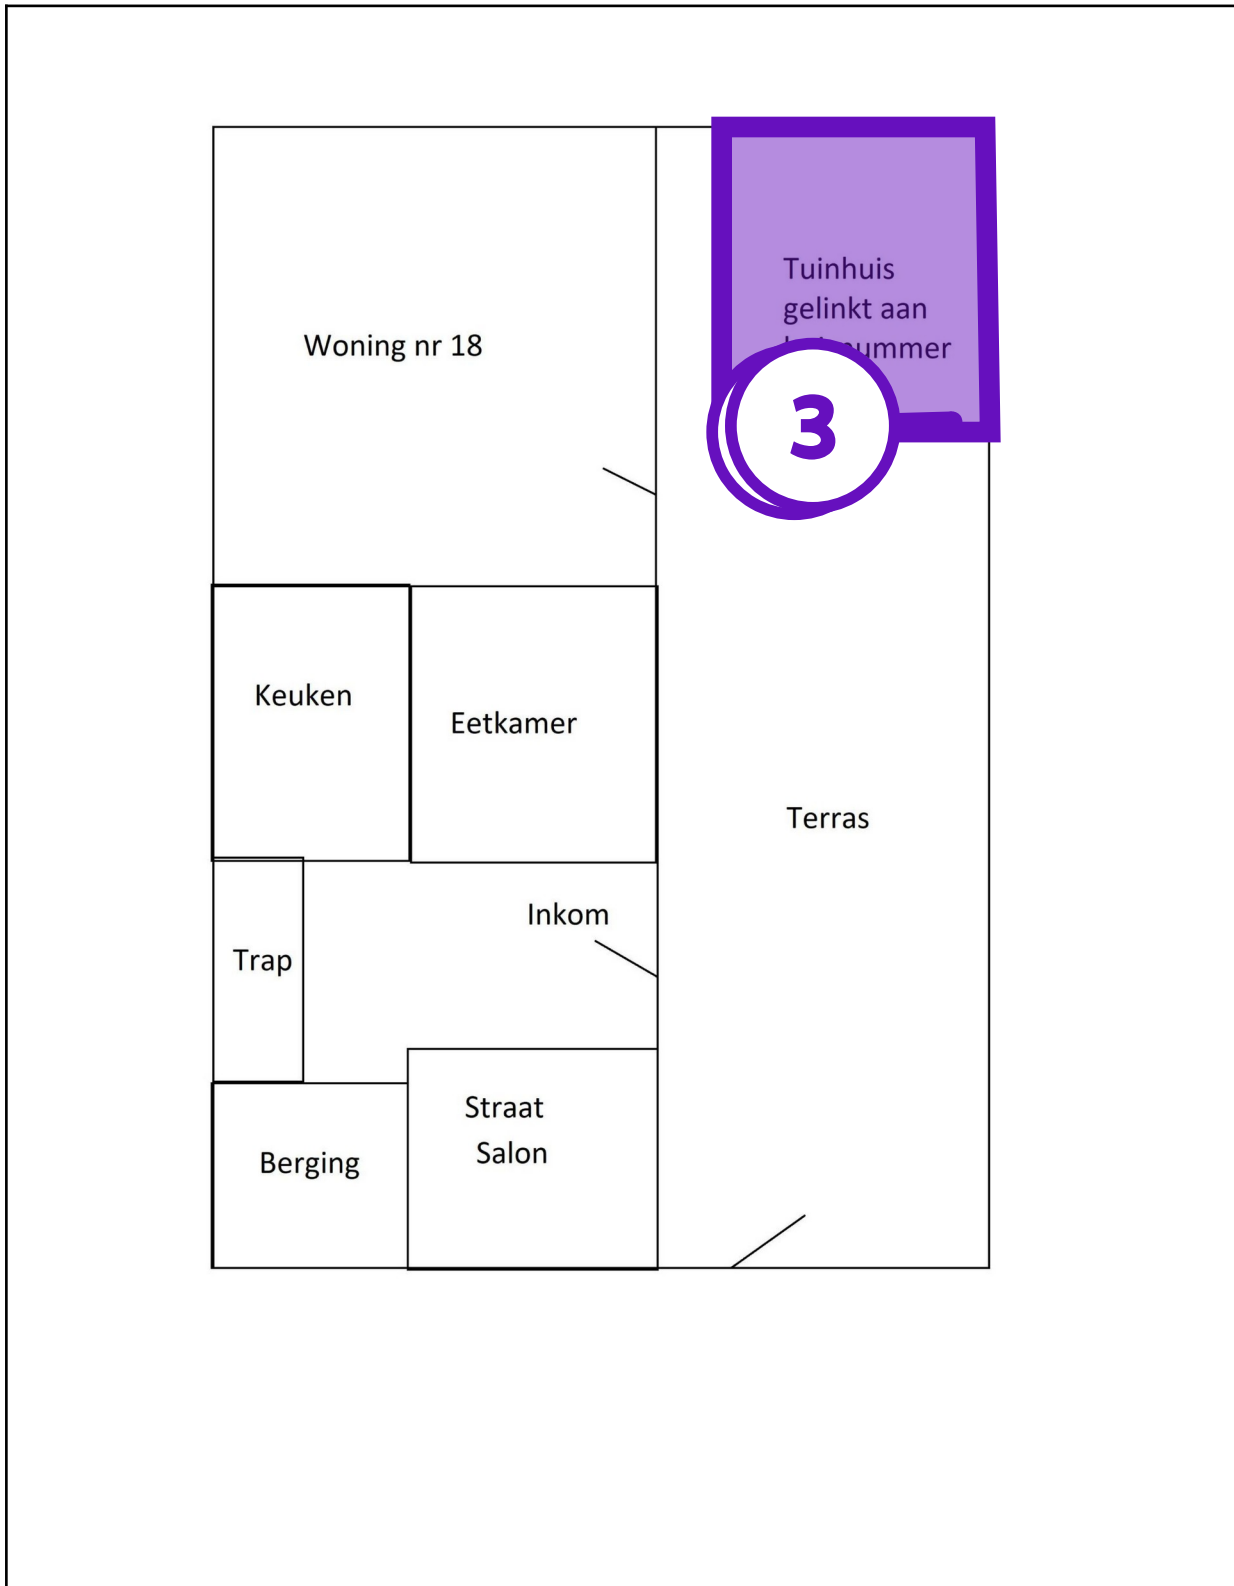 Tuinhuis
gelinkt aan
Woning nr 18
3
Keuken
Eetkamer
Terras
Inkom
Trap
Straat
Salon
Berging